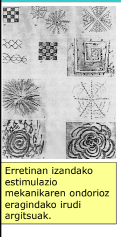 Erretinan izandako
estimulazio
mekanikaren ondorioz
eragindako irudi
argitsuak.